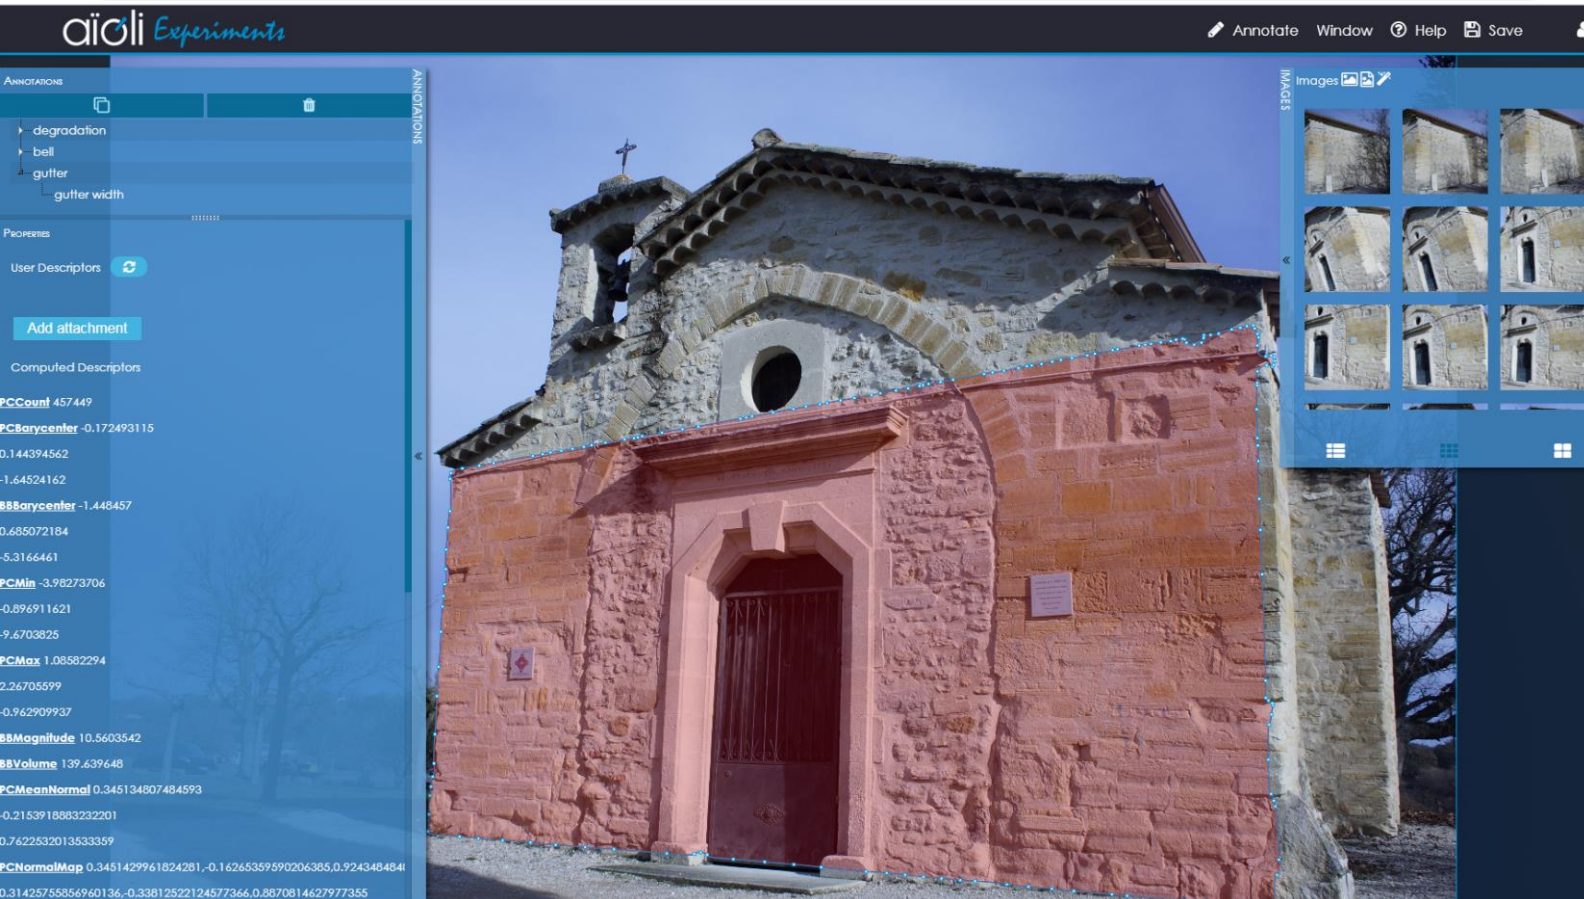 aïoli Experiments
Annotate Window Help Save
ANNOTATIONS
degradation
bell
gutter
gutter width
ANNOTATIONS
PROPERTIES
User Descriptors
Add attachment
Computed Descriptors
PCCount 457449
PCBarycenter -0.172493115
0.144394562
-1.64524162
BBBarycenter -1.448457
0.685072184
-5.3166461
PCMin -3.98273706
-0.896911621
-9.6703825
PCMax 1.08582294
2.26705599
-0.962909937
BBMagnitude 10.5603542
BBVolume 139.639648
PCMeanNormal 0.345134807484593
-0.2153918883232201
0.7622532013533359
PCNormalMap 0.3451429961824281,-0.16265359590206385,0.924348484
0.31425755856960136,-0.33812522124577366,0.8870814627977355
IMAGES
Images